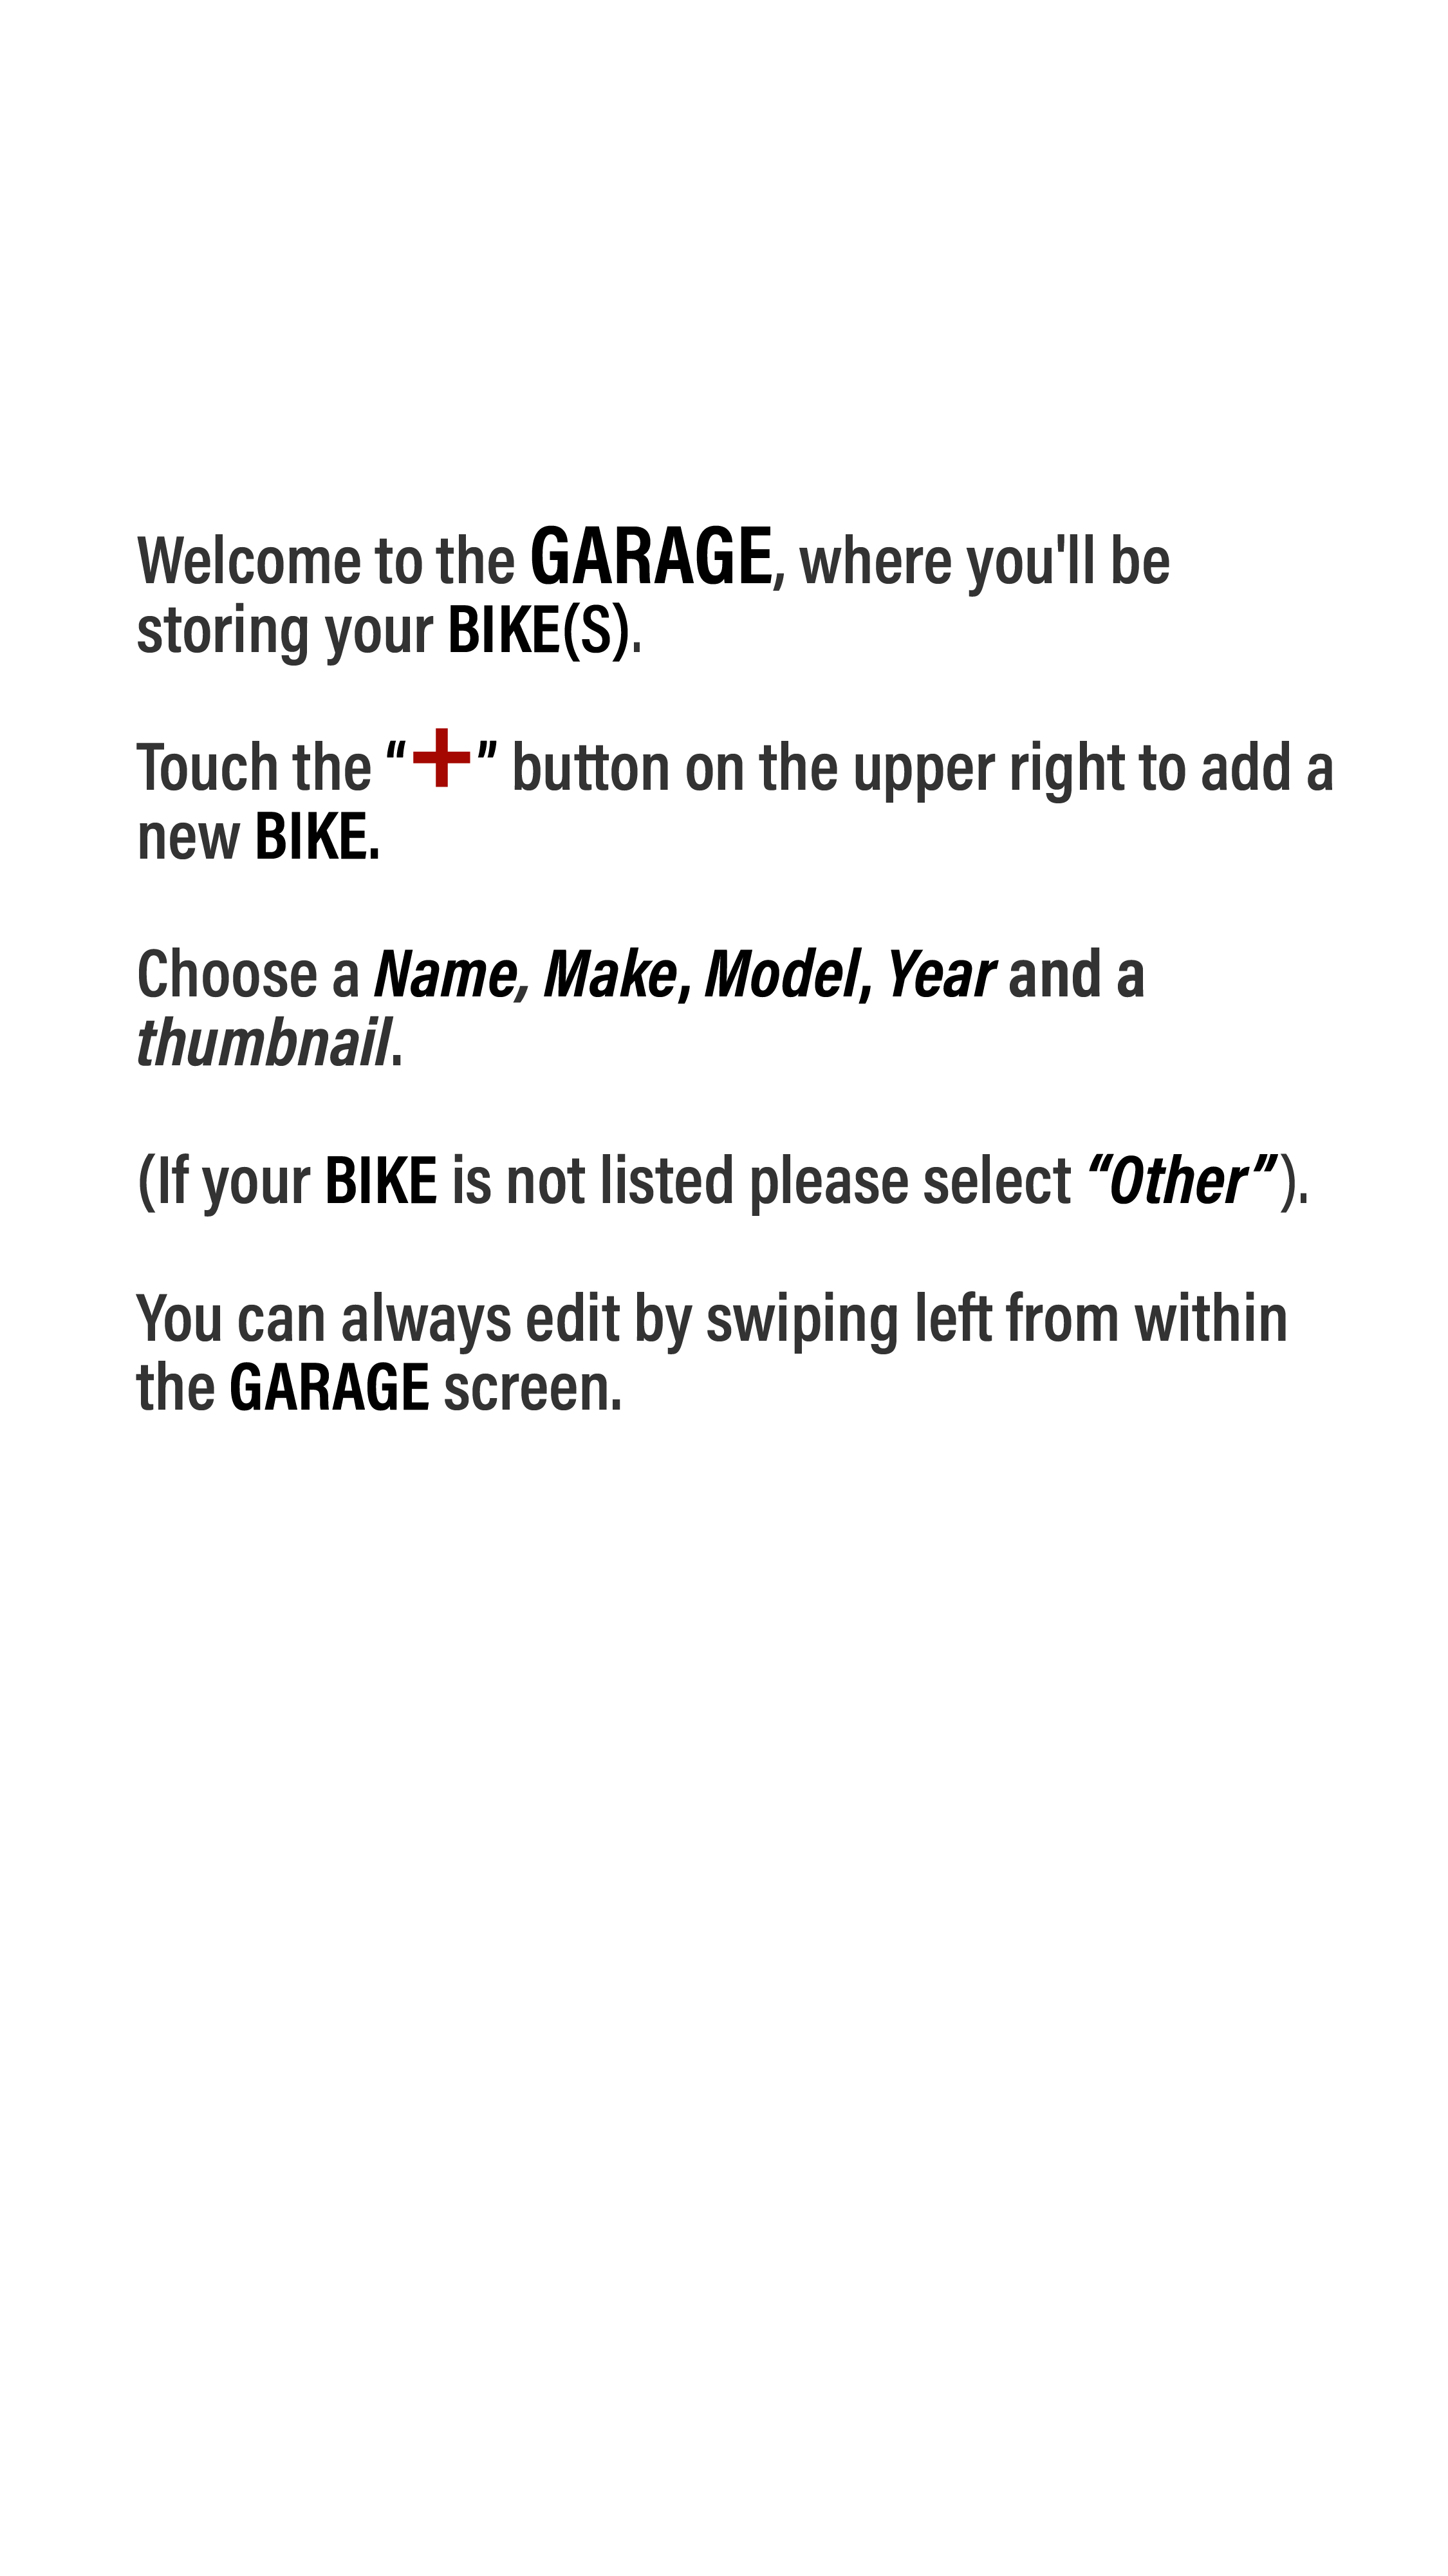 Welcome to the GARAGE, where you'll be
storing your BIKE(S).
Touch the “+” button on the upper right to add a
new BIKE.
Choose a Name, Make, Model, Year and a
thumbnail.
(If your BIKE is not listed please select “Other”).
You can always edit by swiping left from within
the GARAGE screen.